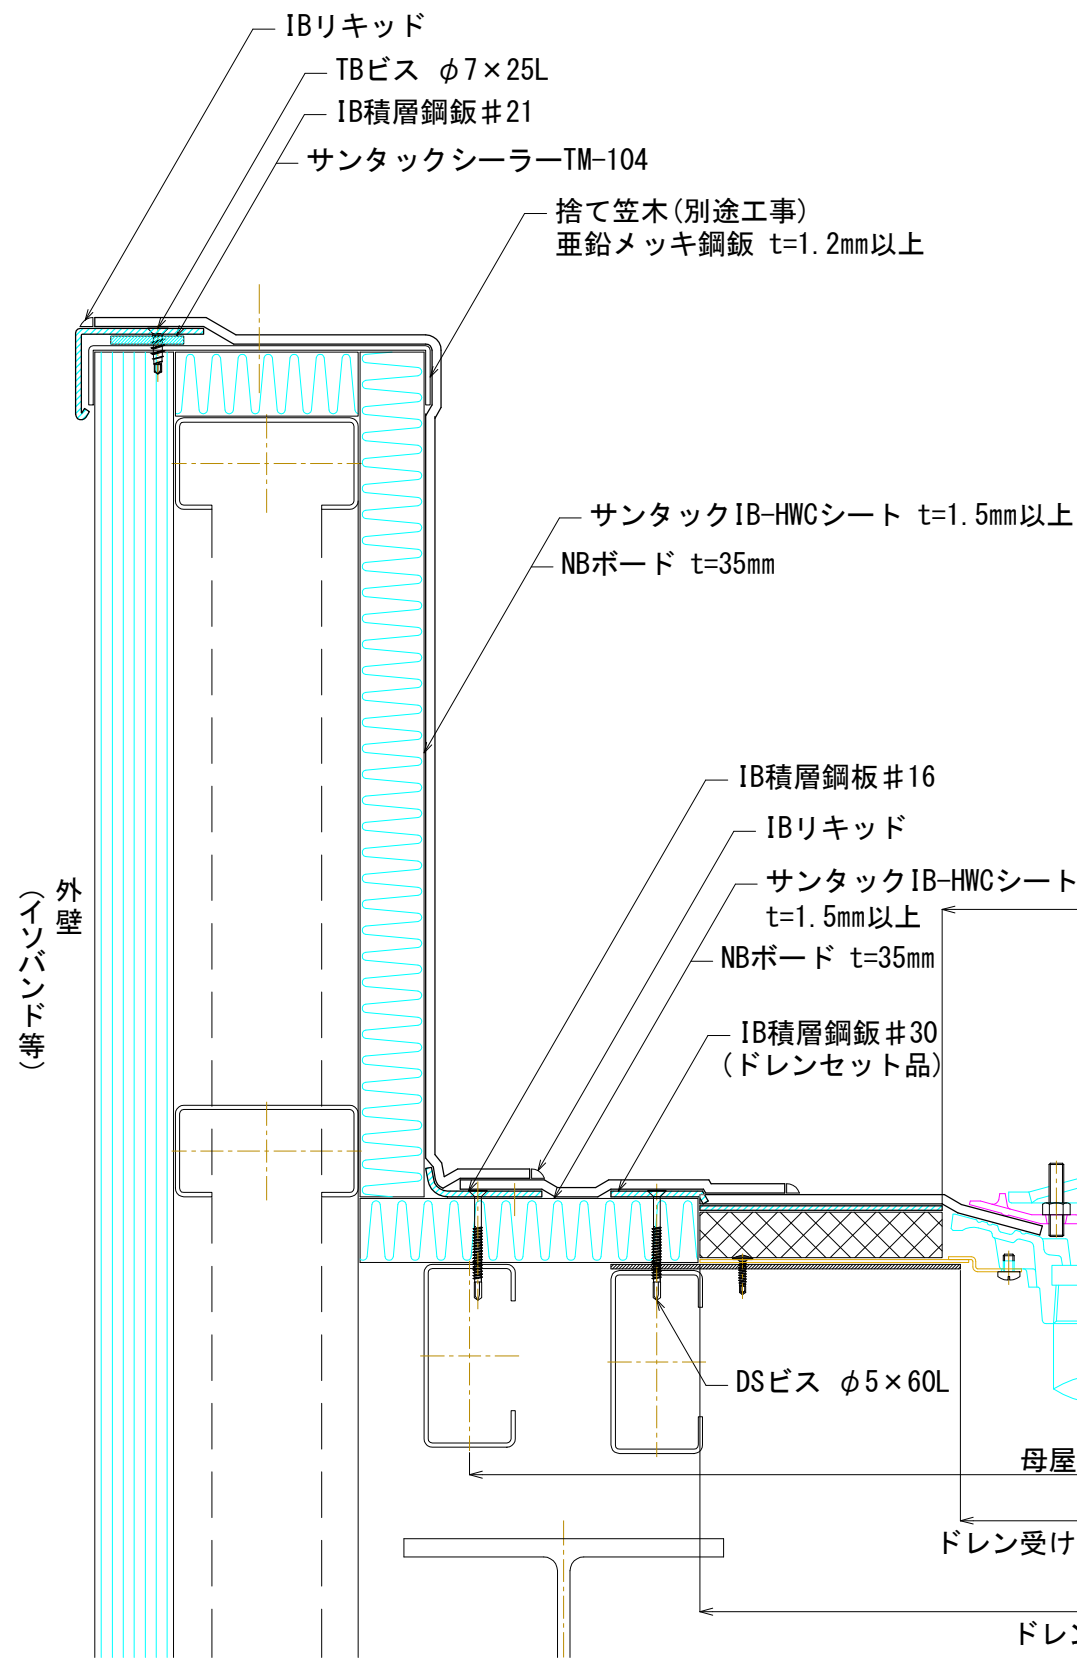 IBリキッド
TBビス φ7×25L
IB積層鋼鈑♯21
サンタックシーラーTM-104
捨て笠木(別途工事)
亜鉛メッキ鋼鈑 t=1.2mm以上
サンタックIB-HWCシート t=1.5mm以上
NBボード t=35mm
IB積層鋼板♯16
IBリキッド
サンタックIB-HWCシート
t=1.5mm以上
NBボード t=35mm
IB積層鋼鈑♯30
(ドレンセット品)
外壁
(イソバンド等)
DSビス φ5×60L
母屋
ドレン受け
ドレン